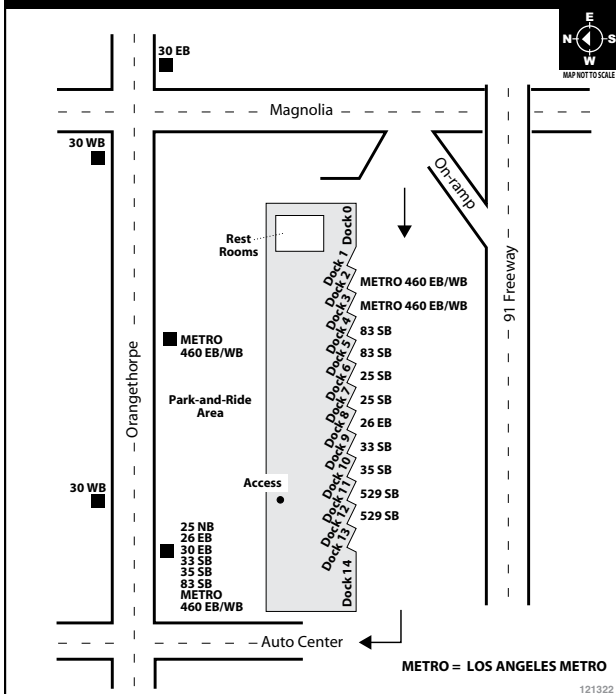 E
N S
W
MAP NOT TO SCALE
30 EB
Magnolia
30 WB
On-ramp
Dock 0
Rest
Rooms
Dock 1
Dock 2
METRO 460 EB/WB
Dock 3
METRO 460 EB/WB
Dock 4
83 SB
Dock 5
83 SB
Dock 6
25 SB
Dock 7
25 SB
Dock 8
26 EB
Dock 9
33 SB
Dock 10
35 SB
Dock 11
529 SB
Dock 12
529 SB
Dock 13
Dock 14
91 Freeway
Orangethorpe
METRO
460 EB/WB
Park-and-Ride
Area
Access
30 WB
25 NB
26 EB
30 EB
33 SB
35 SB
83 SB
METRO
460 EB/WB
Auto Center
METRO = LOS ANGELES METRO
121322